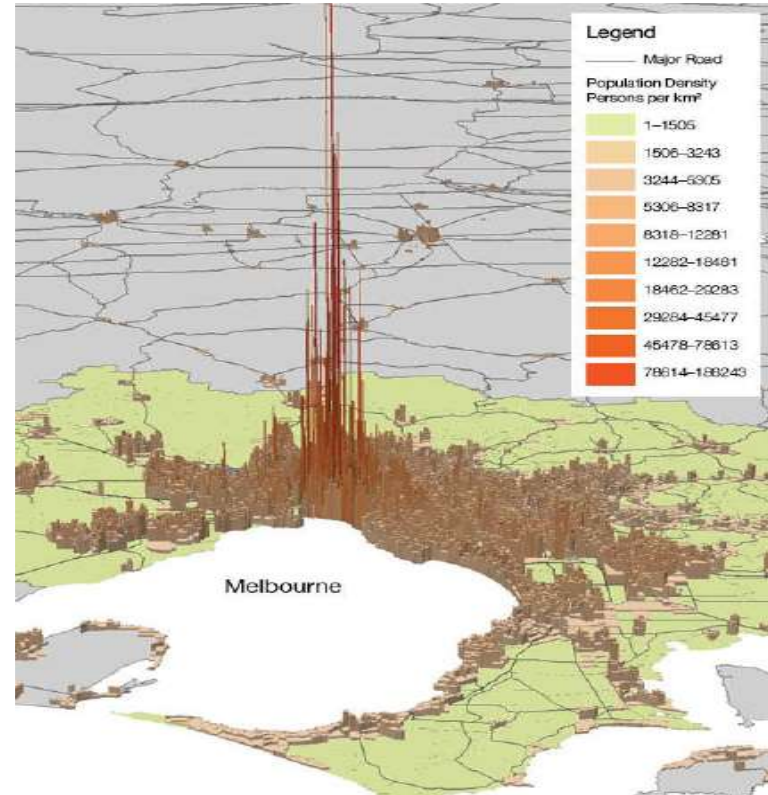 Legend
Major Road
Population Density
Persons per km²
1–1505
1506–3243
3244–5305
5306–8317
8318–12281
12282–18461
18462–29283
29284–45477
45478–78613
78614–188243
Melbourne